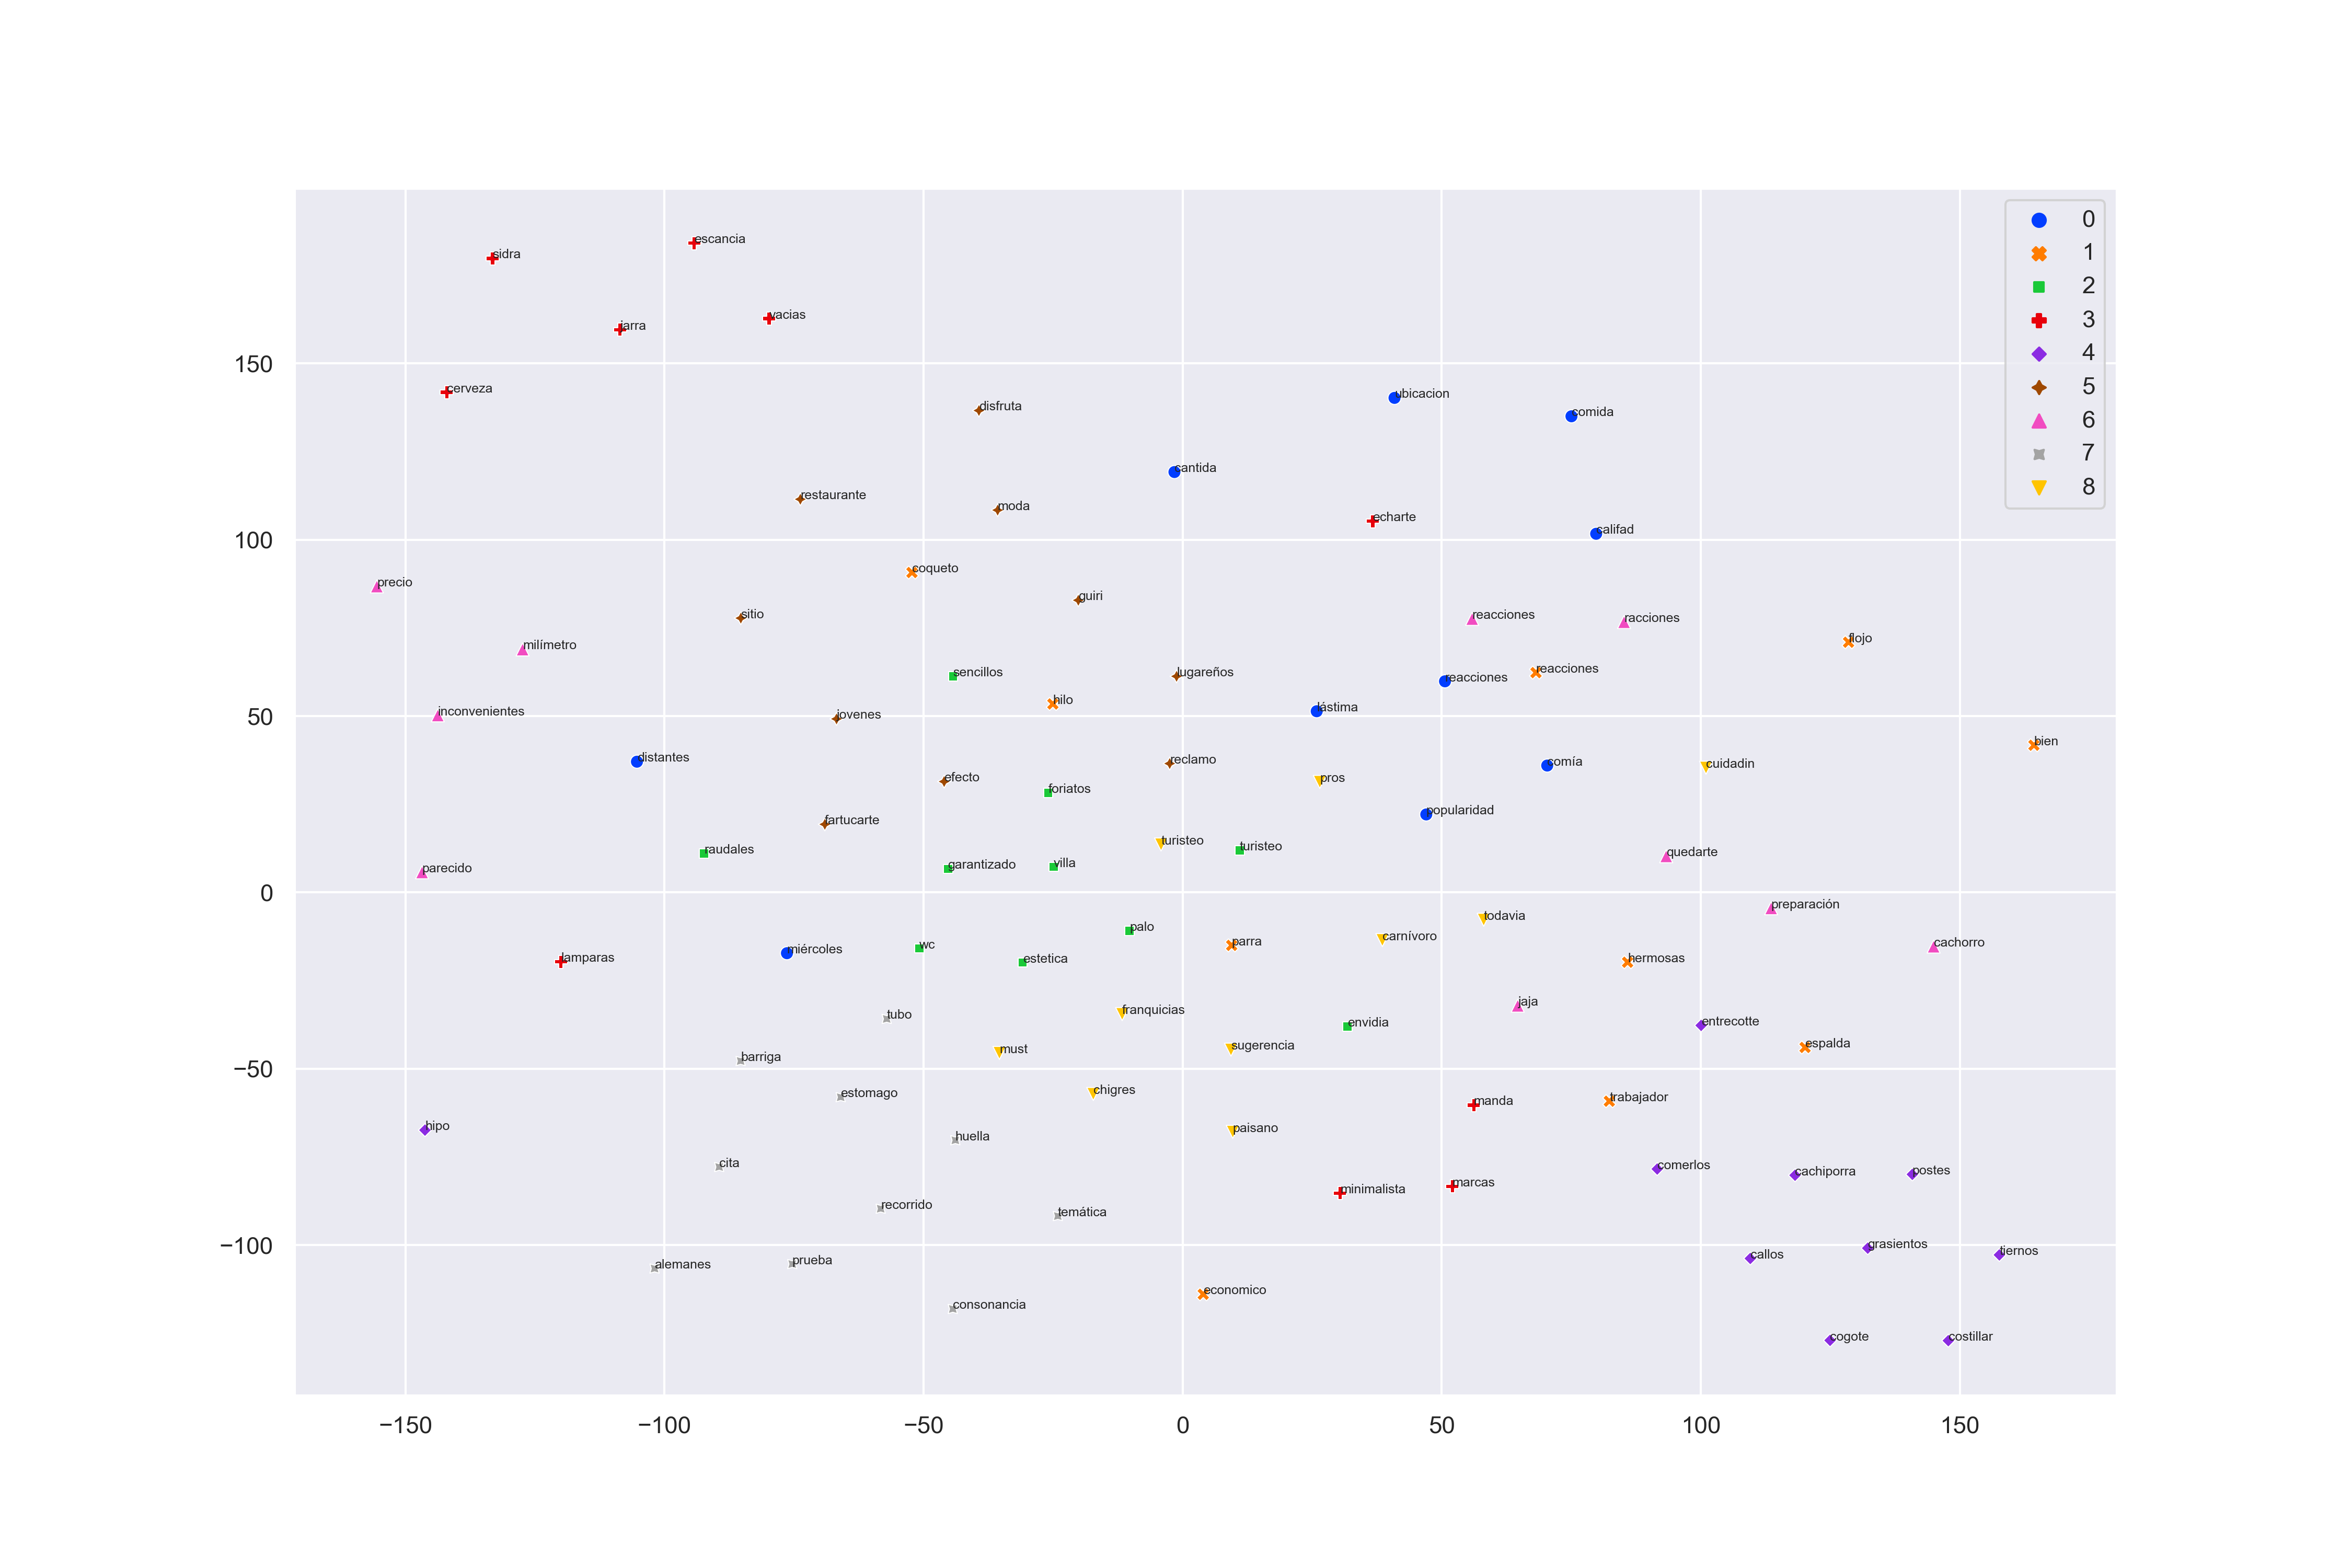 escancia
sidra
vacias
jarra
cerveza
ubicacion
disfruta
comida
cantida
restaurante
moda
echarte
califad
coqueto
precio
guiri
sitio
reacciones
racciones
flojo
milímetro
reacciones
sencillos
lugareños
reacciones
hilo
lástima
inconvenientes
jovenes
bien
distantes
reclamo
comía
cuidadin
efecto
pros
foriatos
popularidad
fartucarte
turisteo
turisteo
raudales
quedarte
villa
garantizado
parecido
preparación
todavia
palo
carnívoro
parra
cachorro
wc
miércoles
lamparas
estetica
hermosas
jaja
franquicias
tubo
entrecotte
envidia
espalda
sugerencia
must
barriga
chigres
estomago
trabajador
manda
hipo
paisano
huella
cita
comerlos
postes
cachiporra
marcas
minimalista
recorrido
temática
grasientos
tiernos
callos
prueba
alemanes
economico
consonancia
cogote
costillar
0
1
2
3
4
5
6
7
8
150
100
50
0
−50
−100
−150 −100 −50 0 50 100 150